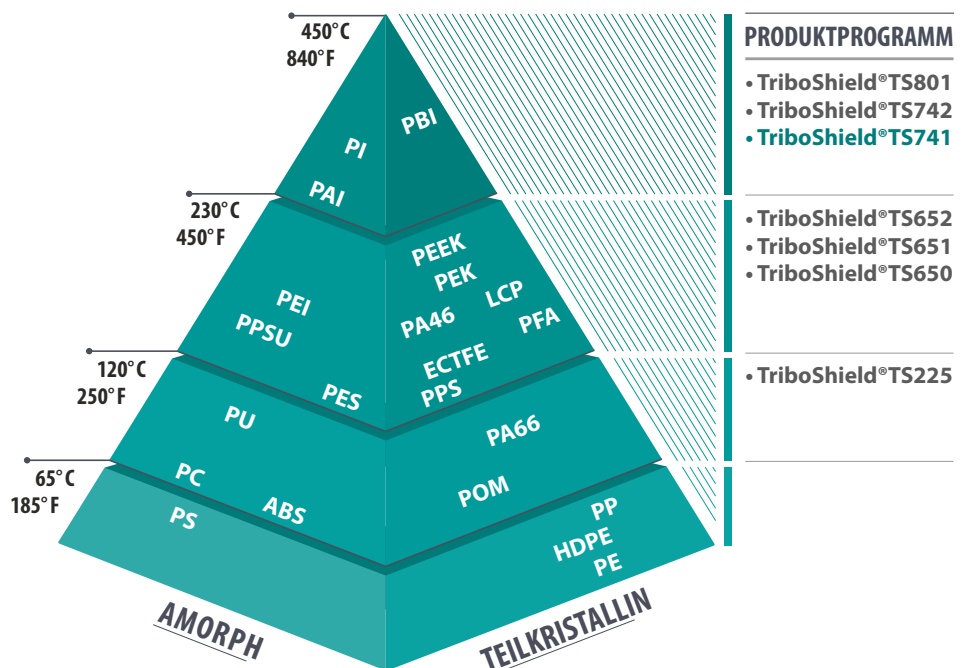 450°C
840°F
PRODUKTPROGRAMM
• TriboShield®TS801
• TriboShield®TS742
• TriboShield®TS741
PBI
PI
PAI
230°C
450°F
• TriboShield®TS652
• TriboShield®TS651
• TriboShield®TS650
PEEK
PEK
LCP
PEI
PA46
PFA
PPSU
ECTFE
PES
PPS
120°C
250°F
• TriboShield®TS225
PU
PA66
PC
POM
ABS
65°C
185°F
PS
PP
HDPE
PE
AMORPH
TEILKRISTALLIN